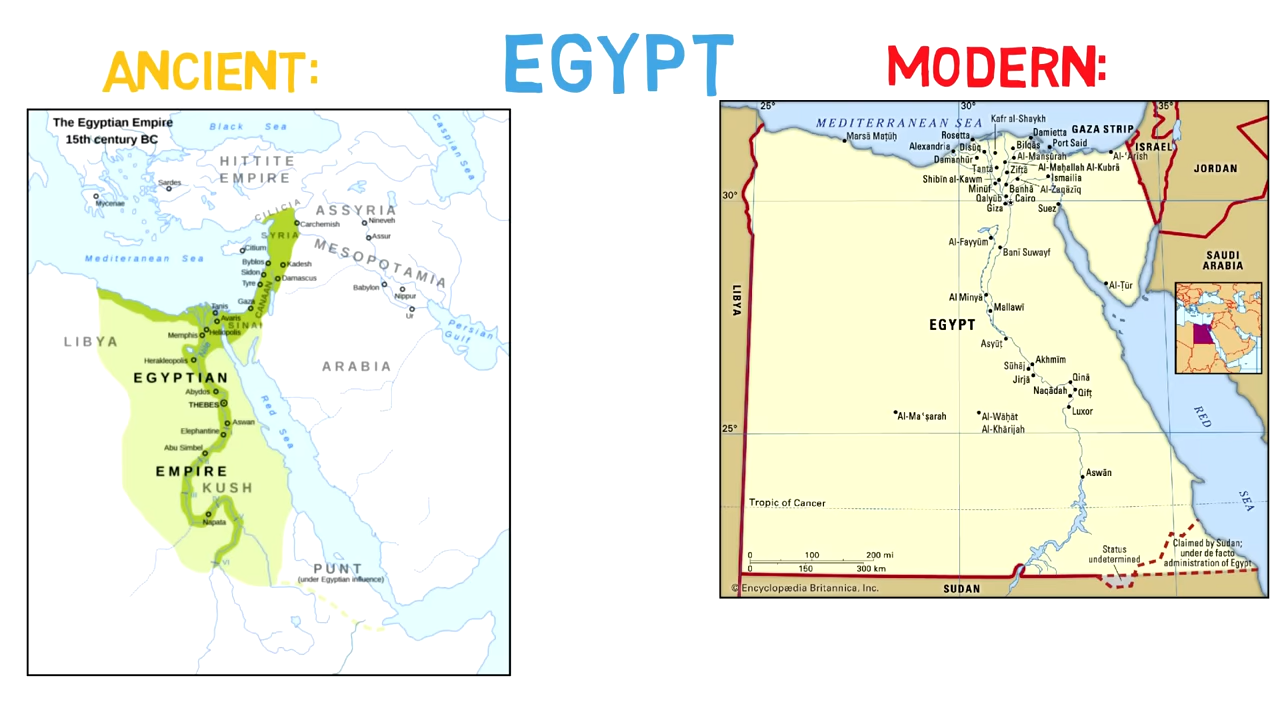 ANCIENT:
EGYPT
MODERN:
The Egyptian Empire
15th century BC
Black Sea
Caspian Sea
HITTITE
EMPIRE
Sardes
Mycenae
CILICIA
ASSYRIA
Carchemish
Nineveh
SYRIA
Assur
MESOPOTAMIA
Citium
Mediteranean Sea
Byblos
Kadesh
Sidon
Damascus
Tyre
Babylon
Nippur
CANAAN
Gaza
Ur
Tanis
Avaris
SINAI
Persian
Gulf
Memphis
Heliopolis
LIBYA
Nile
Herakleopolis
ARABIA
EGYPTIAN
Abydos
THEBES
Red Sea
Aswan
Elephantine
Abu Simbel
EMPIRE
KUSH
Napata
VI
PUNT
(under Egyptian influence)
25°
30°
35°
MEDITERRANEAN SEA
Kafr al-Shaykh
Marsā Maṭūḥ
Rosetta
Damietta
GAZA STRIP
Alexandria
Disūq
Bilqās
Port Said
ISRAEL
Damanhūr
Al-Manṣūrah
Al-ʿArīsh
Ṭanṭā
Ziftā
Al-Maḥallah Al-Kubrā
JORDAN
Shibīn al-Kawm
Ismailia
Minūf
Banhā
Al-Zaqāzīq
30°
Qalyūb
Cairo
Giza
Suez
Al-Fayyūm
Banī Suwayf
SAUDI
ARABIA
LIBYA
Al-Ṭūr
Al Minyā
Mallawī
EGYPT
Asyūṭ
Akhmīm
Sūhāj
Jirjā
Qinā
Naqādah
Qifṭ
Luxor
Al-Maʿṣarah
Al-Wāḥāt
Al-Khārijah
RED
25°
Aswān
SEA
Tropic of Cancer
0 100 200 mi
0 150 300 km
Status
undetermined
Claimed by Sudan;
under de facto
administration of Egypt
© Encyclopædia Britannica, Inc.
SUDAN